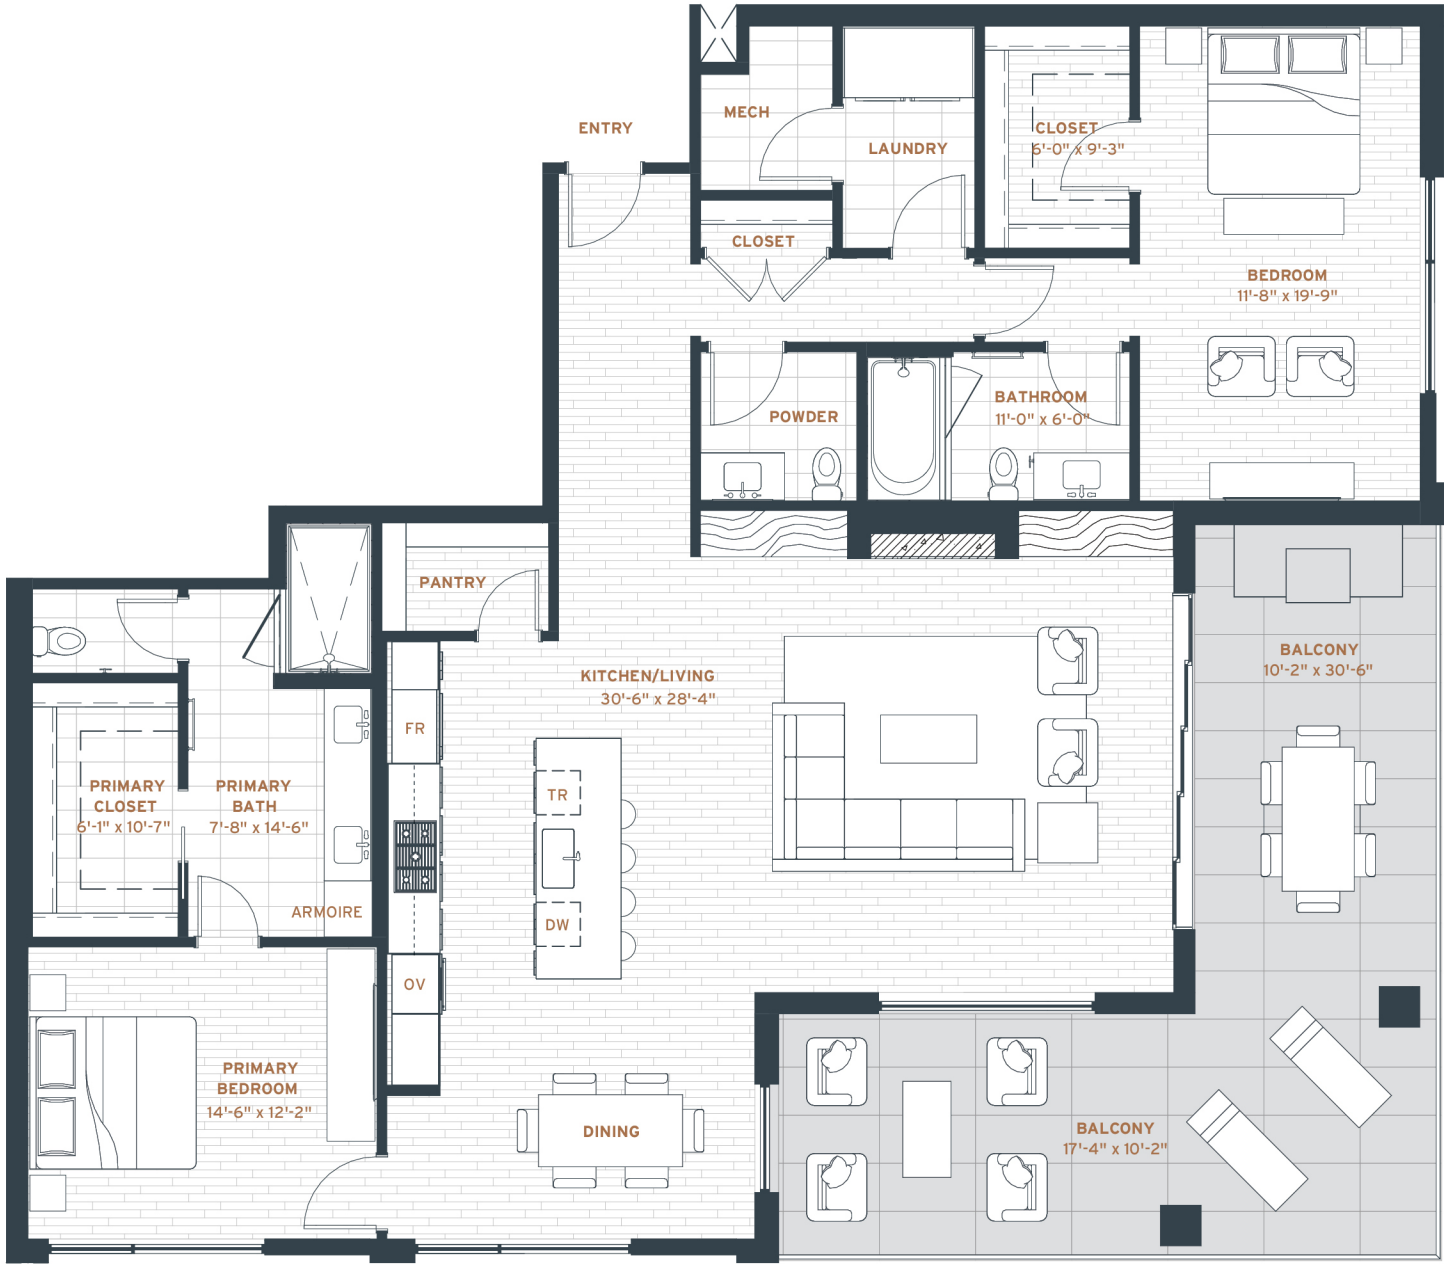 ENTRY
MECH
LAUNDRY
CLOSET
6'-0" x 9'-3"
CLOSET
BEDROOM
11'-8" x 19'-9"
POWDER
BATHROOM
11'-0" x 6'-0"
PANTRY
KITCHEN/LIVING
30'-6" x 28'-4"
BALCONY
10'-2" x 30'-6"
FR
TR
PRIMARY
CLOSET
6'-1" x 10'-7"
PRIMARY
BATH
7'-8" x 14'-6"
ARMOIRE
DW
OV
PRIMARY
BEDROOM
14'-6" x 12'-2"
DINING
BALCONY
17'-4" x 10'-2"